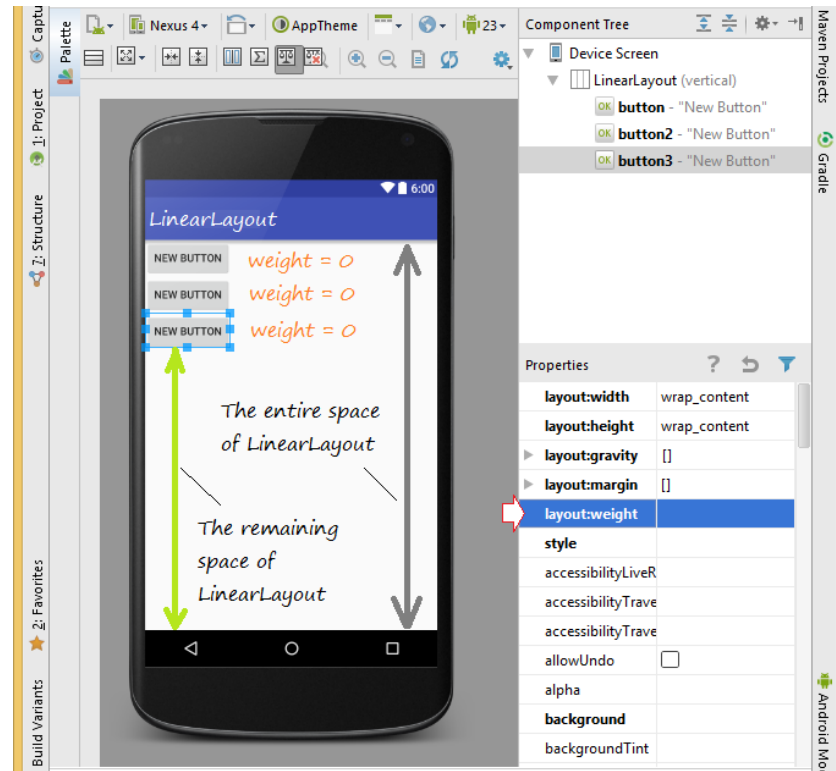 Captu
1: Project
7: Structure
2: Favorites
Build Variants
Palette
Nexus 4
AppTheme
23
6:00
LinearLayout
NEW BUTTON
weight = 0
NEW BUTTON
weight = 0
NEW BUTTON
weight = 0
The entire space
of LinearLayout
The remaining
space of
LinearLayout
Component Tree
Device Screen
LinearLayout (vertical)
OK button - "New Button"
OK button2 - "New Button"
OK button3 - "New Button"
Properties
?
layout:width wrap_content
layout:height wrap_content
layout:gravity []
layout:margin []
layout:weight
style
accessibilityLiveR
accessibilityTrave
accessibilityTrave
allowUndo
alpha
background
backgroundTint
Maven Projects
Gradle
Android Mo